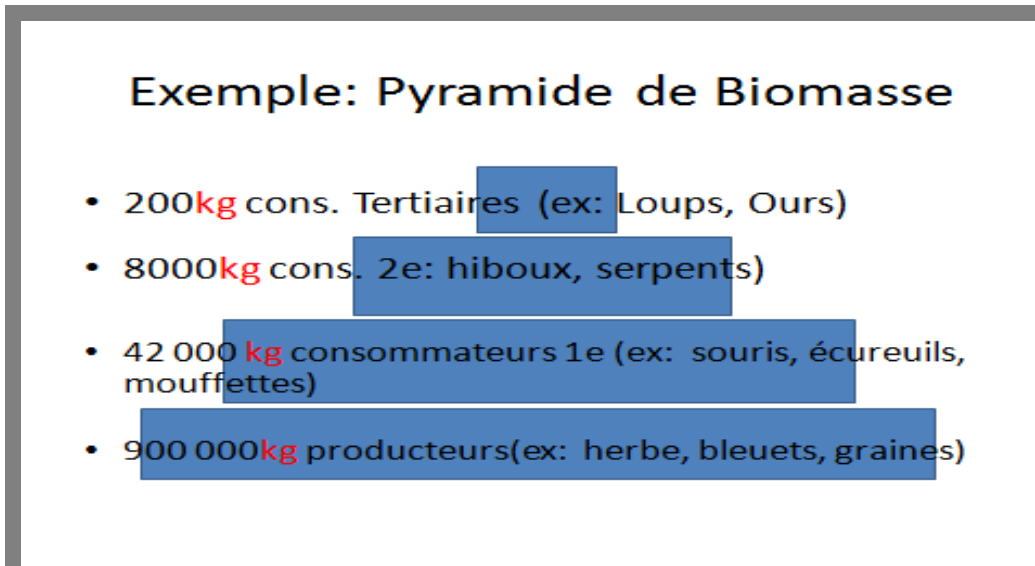 Exemple: Pyramide de Biomasse
• 200kg cons. Tertiaires (ex: Loups, Ours)
• 8000kg cons. 2e: hiboux, serpents)
• 42 000 kg consommateurs 1e (ex: souris, écureuils,
mouffettes)
• 900 000kg producteurs(ex: herbe, bleuets, graines)